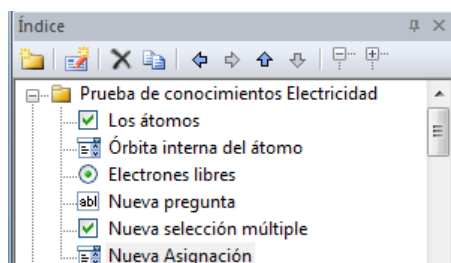 Índice
Prueba de conocimientos Electricidad
Los átomos
Órbita interna del átomo
Electrones libres
abl Nueva pregunta
Nueva selección múltiple
Nueva Asignación